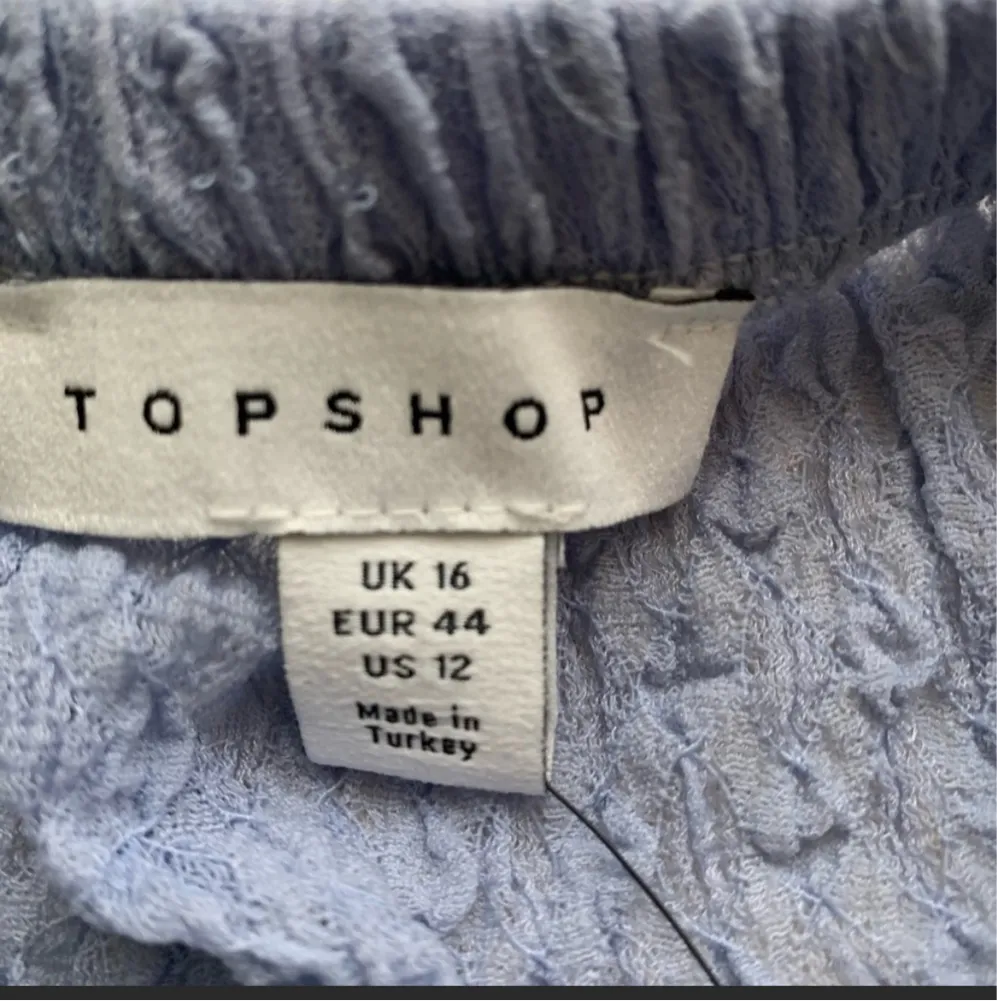 TOPSHOP
UK 16
EUR 44
US 12
Made in
Turkey